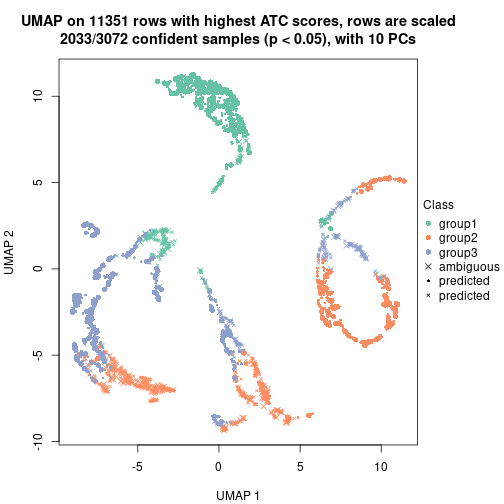 UMAP on 11351 rows with highest ATC scores, rows are scaled
2033/3072 confident samples (p < 0.05), with 10 PCs
10
5
0
-5
-10
UMAP 2
-5
0
5
10
UMAP 1
Class
group1
group2
group3
ambiguous
predicted
predicted